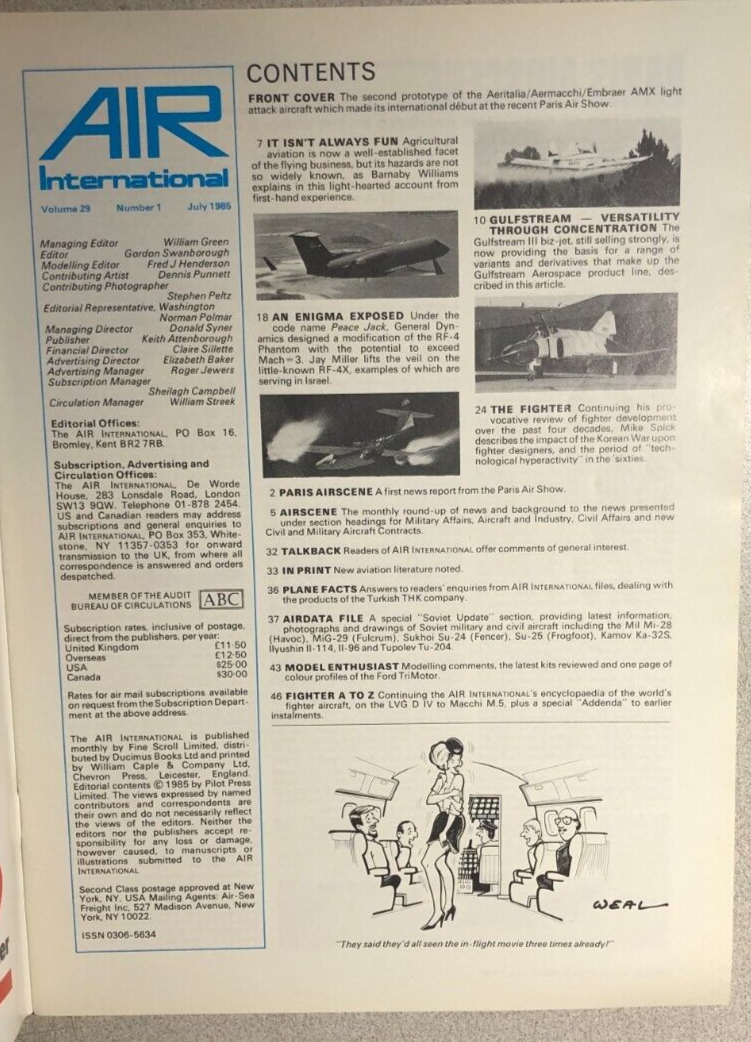 AIR
International
Volume 29 Number 1 July 1985
Managing Editor William Green
Editor Gordon Swanborough
Modelling Editor Fred J Henderson
Contributing Artist Dennis Punnett
Contributing Photographer
Stephen Peltz
Editorial Representative, Washington
Norman Polmar
Managing Director Donald Syner
Publisher Keith Attenborough
Financial Director Claire Sillette
Advertising Director Elizabeth Baker
Advertising Manager Roger Jewers
Subscription Manager
Sheilagh Campbell
Circulation Manager William Streek
Editorial Offices:
The AIR INTERNATIONAL, PO Box 16,
Bromley, Kent BR2 7RB.
Subscription, Advertising and
Circulation Offices:
The AIR INTERNATIONAL, De Worde
House, 283 Lonsdale Road, London
SW13 9QW. Telephone 01-878 2454.
US and Canadian readers may address
subscriptions and general enquiries to
AIR INTERNATIONAL, PO Box 353, White-
stone, NY 11357-0353 for onward
transmission to the UK, from where all
correspondence is answered and orders
despatched.
MEMBER OF THE AUDIT
BUREAU OF CIRCULATIONS ABC
Subscription rates, inclusive of postage,
direct from the publishers, per year:
United Kingdom £11·50
Overseas £12·50
USA $25·00
Canada $30·00
Rates for air mail subscriptions available
on request from the Subscription Depart-
ment at the above address.
The AIR INTERNATIONAL is published
monthly by Fine Scroll Limited, distri-
buted by Ducimus Books Ltd and printed
by William Caple & Company Ltd,
Chevron Press, Leicester, England.
Editorial contents © 1985 by Pilot Press
Limited. The views expressed by named
contributors and correspondents are
their own and do not necessarily reflect
the views of the editors. Neither the
editors nor the publishers accept re-
sponsibility for any loss or damage,
however caused, to manuscripts or
illustrations submitted to the AIR
INTERNATIONAL
Second Class postage approved at New
York, NY. USA Mailing Agents: Air-Sea
Freight Inc, 527 Madison Avenue, New
York, NY 10022.
ISSN 0306-5634
CONTENTS
FRONT COVER The second prototype of the Aeritalia/Aermacchi/Embraer AMX light
attack aircraft which made its international début at the recent Paris Air Show.
7 IT ISN'T ALWAYS FUN Agricultural
aviation is now a well-established facet
of the flying business, but its hazards are not
so widely known, as Barnaby Williams
explains in this light-hearted account from
first-hand experience.
10 GULFSTREAM — VERSATILITY
THROUGH CONCENTRATION The
Gulfstream III biz-jet, still selling strongly, is
now providing the basis for a range of
variants and derivatives that make up the
Gulfstream Aerospace product line, des-
cribed in this article.
18 AN ENIGMA EXPOSED Under the
code name Peace Jack, General Dyn-
amics designed a modification of the RF-4
Phantom with the potential to exceed
Mach=3. Jay Miller lifts the veil on the
little-known RF-4X, examples of which are
serving in Israel.
24 THE FIGHTER Continuing his pro-
vocative review of fighter development
over the past four decades, Mike Spick
describes the impact of the Korean War upon
fighter designers, and the period of "tech-
nological hyperactivity" in the 'sixties.
2 PARIS AIRSCENE A first news report from the Paris Air Show.
5 AIRSCENE The monthly round-up of news and background to the news presented
under section headings for Military Affairs, Aircraft and Industry, Civil Affairs and new
Civil and Military Aircraft Contracts.
32 TALKBACK Readers of AIR INTERNATIONAL offer comments of general interest.
33 IN PRINT New aviation literature noted.
36 PLANE FACTS Answers to readers' enquiries from AIR INTERNATIONAL files, dealing with
the products of the Turkish THK company.
37 AIRDATA FILE A special "Soviet Update" section, providing latest information,
photographs and drawings of Soviet military and civil aircraft including the Mil Mi-28
(Havoc), MiG-29 (Fulcrum), Sukhoi Su-24 (Fencer), Su-25 (Frogfoot), Kamov Ka-32S,
Ilyushin Il-114, Il-96 and Tupolev Tu-204.
43 MODEL ENTHUSIAST Modelling comments, the latest kits reviewed and one page of
colour profiles of the Ford TriMotor.
46 FIGHTER A TO Z Continuing the AIR INTERNATIONAL's encyclopaedia of the world's
fighter aircraft, on the LVG D IV to Macchi M.5, plus a special "Addenda" to earlier
instalments.
WEAL
"They said they'd all seen the in-flight movie three times already!"
er